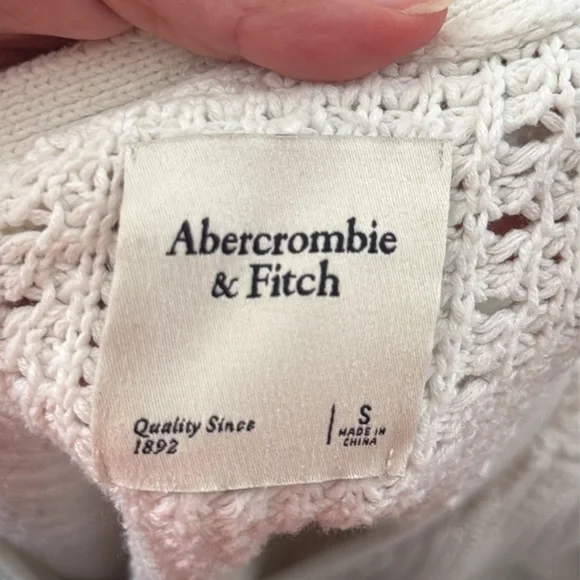 Abercrombie
& Fitch
Quality Since
1892
S
MADE IN
CHINA